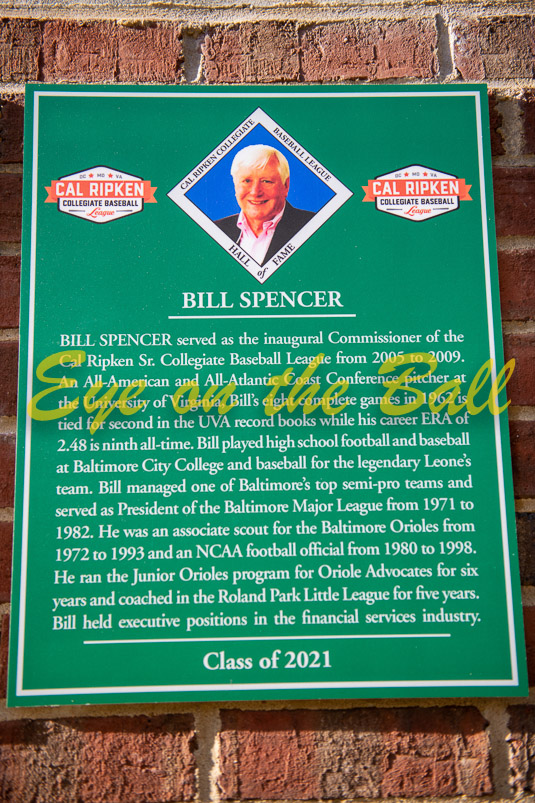 CAL RIPKEN COLLEGIATE BASEBALL LEAGUE
DC ★ MD ★ VA
CAL RIPKEN
COLLEGIATE BASEBALL
League
DC ★ MD ★ VA
CAL RIPKEN
COLLEGIATE BASEBALL
League
HALL of FAME
BILL SPENCER
BILL SPENCER served as the inaugural Commissioner of the
Cal Ripken Sr. Collegiate Baseball League from 2005 to 2009.
An All-American and All-Atlantic Coast Conference pitcher at
the University of Virginia, Bill's eight complete games in 1962 is
tied for second in the UVA record books while his career ERA of
2.48 is ninth all-time. Bill played high school football and baseball
at Baltimore City College and baseball for the legendary Leone's
team. Bill managed one of Baltimore's top semi-pro teams and
served as President of the Baltimore Major League from 1971 to
1982. He was an associate scout for the Baltimore Orioles from
1972 to 1993 and an NCAA football official from 1980 to 1998.
He ran the Junior Orioles program for Oriole Advocates for six
years and coached in the Roland Park Little League for five years.
Bill held executive positions in the financial services industry.
Class of 2021
Eye on the Ball